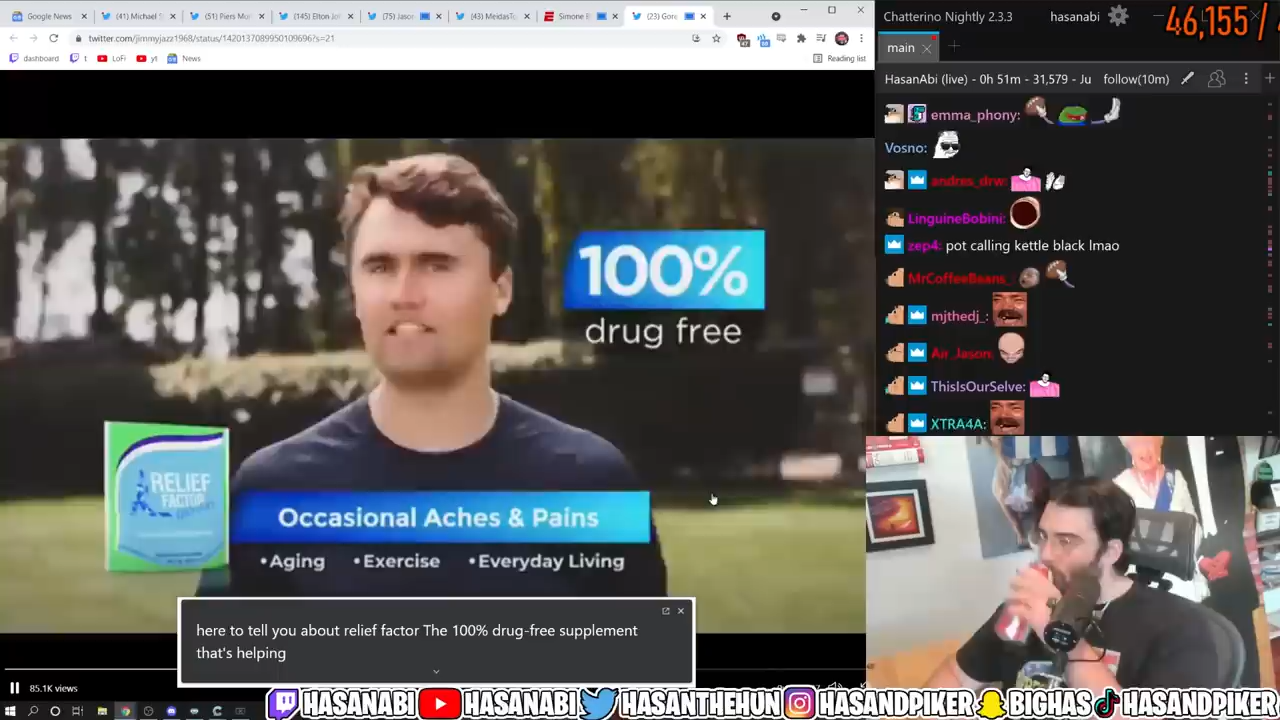 Google News
(41) Michael S
(51) Piers Mor
(145) Elton Jo
(75) Jason
(43) MeidasTo
Simone B
(23) Gor
twitter.com/jimmyjazz1968/status/1420137089950109696?s=21
dashboard
t
LoFi
yt
News
Reading list
100%
drug free
RELIEF
FACTOR
Occasional Aches & Pains
•Aging •Exercise •Everyday Living
here to tell you about relief factor The 100% drug-free supplement
that's helping
85.1K views
Chatterino Nightly 2.3.3
hasanabi
46,155 /
main
HasanAbi (live) - 0h 51m - 31,579 - Ju
follow(10m)
emma_phony:
Vosno:
andres_drw:
LinguineBobini:
zep4: pot calling kettle black lmao
MrCoffeeBeans_:
mjthedj_:
Air_Jason:
ThisIsOurSelve:
XTRA4A:
HASANABI HASANABI HASANTHEHUN HASANDPIKER BIGHAS HASANDPIKER